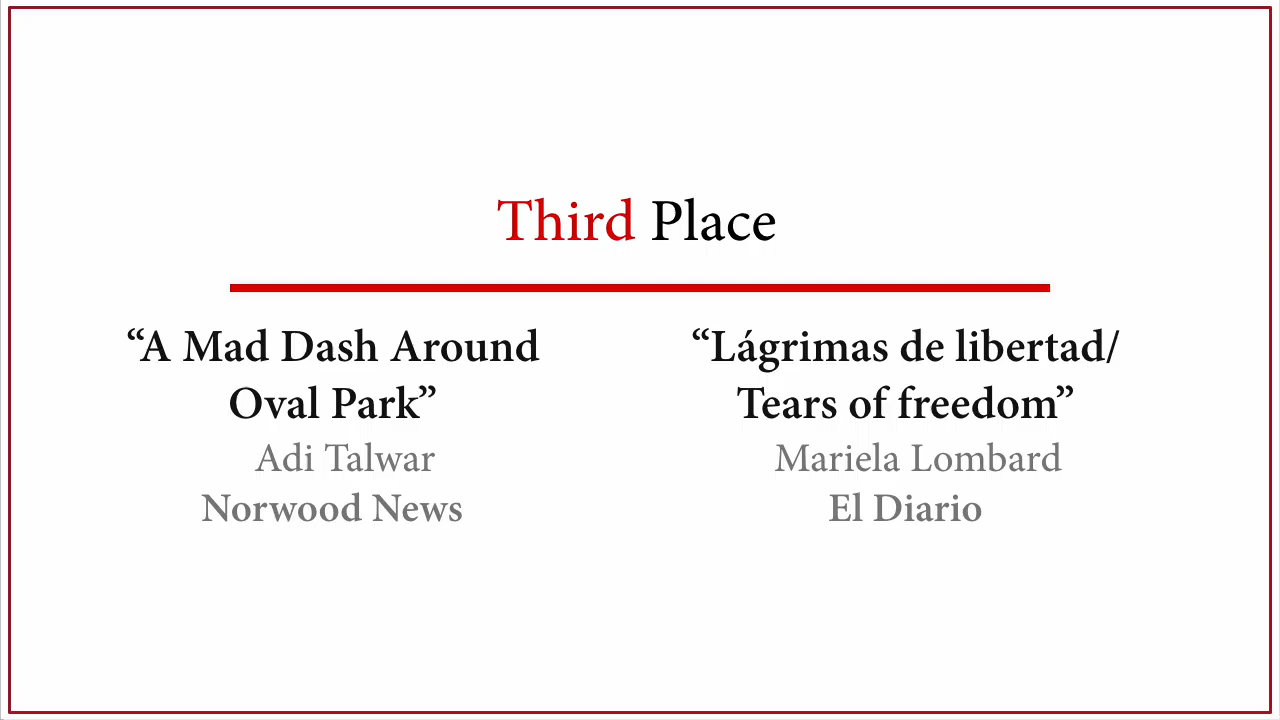 Third Place
“A Mad Dash Around
Oval Park”
Adi Talwar
Norwood News
“Lágrimas de libertad/
Tears of freedom”
Mariela Lombard
El Diario